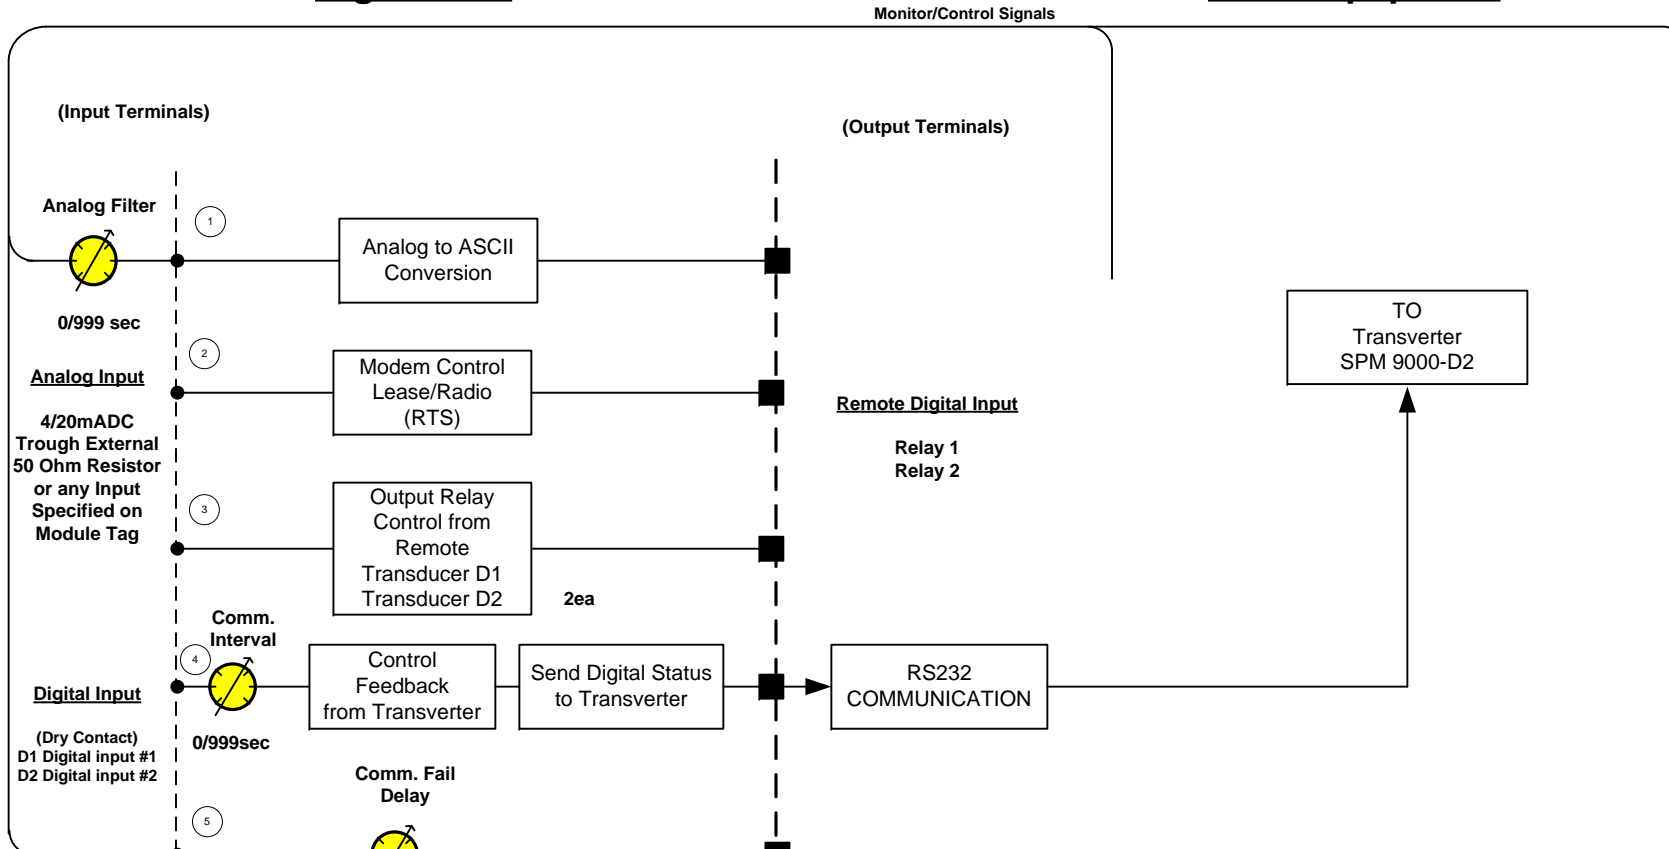 Monitor/Control Signals
(Input Terminals)
(Output Terminals)
Analog Filter
1
Analog to ASCII
Conversion
0/999 sec
TO
Transverter
SPM 9000-D2
2
Analog Input
Modem Control
Lease/Radio
(RTS)
4/20mADC
Trough External
50 Ohm Resistor
or any Input
Specified on
Module Tag
Remote Digital Input
Relay 1
Relay 2
3
Output Relay
Control from
Remote
Transducer D1
Transducer D2
2ea
Comm.
Interval
4
Control
Feedback
from Transverter
Send Digital Status
to Transverter
RS232
COMMUNICATION
Digital Input
(Dry Contact)
D1 Digital input #1
D2 Digital input #2
0/999sec
Comm. Fail
Delay
5